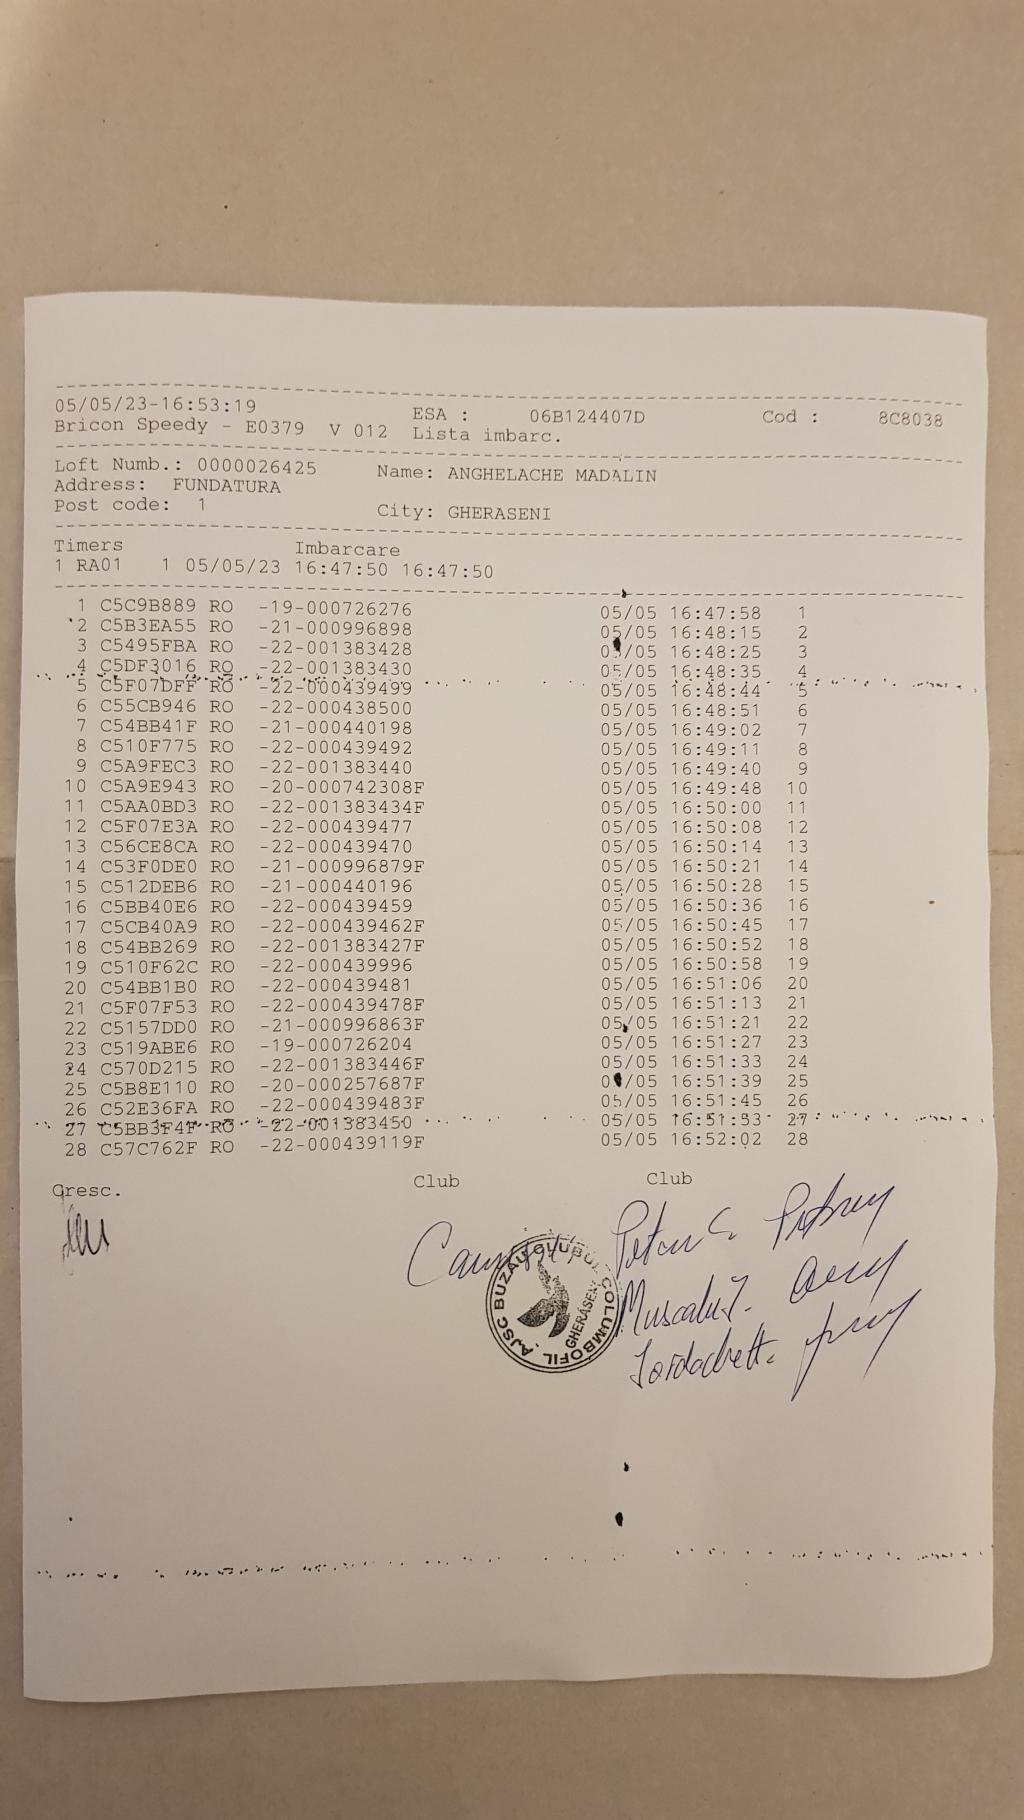 05/05/23-16:53:19 ESA : 06B124407D Cod : 8C8038
Bricon Speedy - E0379 V 012 Lista imbarc.
Loft Numb.: 0000026425 Name: ANGHELACHE MADALIN
Address: FUNDATURA
Post code: 1 City: GHERASENI
Timers Imbarcare
1 RA01 1 05/05/23 16:47:50 16:47:50
1 C5C9B889 RO -19-000726276 05/05 16:47:58 1
2 C5B3EA55 RO -21-000996898 05/05 16:48:15 2
3 C5495FBA RO -22-001383428 05/05 16:48:25 3
4 C5DF3016 RO -22-001383430 05/05 16:48:35 4
5 C5F07DFF RO -22-000439499 05/05 16:48:44 5
6 C55CB946 RO -22-000438500 05/05 16:48:51 6
7 C54BB41F RO -21-000440198 05/05 16:49:02 7
8 C510F775 RO -22-000439492 05/05 16:49:11 8
9 C5A9FEC3 RO -22-001383440 05/05 16:49:40 9
10 C5A9E943 RO -20-000742308F 05/05 16:49:48 10
11 C5AA0BD3 RO -22-001383434F 05/05 16:50:00 11
12 C5F07E3A RO -22-000439477 05/05 16:50:08 12
13 C56CE8CA RO -22-000439470 05/05 16:50:14 13
14 C53F0DE0 RO -21-000996879F 05/05 16:50:21 14
15 C512DEB6 RO -21-000440196 05/05 16:50:28 15
16 C5BB40E6 RO -22-000439459 05/05 16:50:36 16
17 C5CB40A9 RO -22-000439462F 05/05 16:50:45 17
18 C54BB269 RO -22-001383427F 05/05 16:50:52 18
19 C510F62C RO -22-000439996 05/05 16:50:58 19
20 C54BB1B0 RO -22-000439481 05/05 16:51:06 20
21 C5F07F53 RO -22-000439478F 05/05 16:51:13 21
22 C5157DD0 RO -21-000996863F 05/05 16:51:21 22
23 C519ABE6 RO -19-000726204 05/05 16:51:27 23
24 C570D215 RO -22-001383446F 05/05 16:51:33 24
25 C5B8E110 RO -20-000257687F 05/05 16:51:39 25
26 C52E36FA RO -22-000439483F 05/05 16:51:45 26
27 C5BB3F4F RO -22-001383450 05/05 16:51:53 27
28 C57C762F RO -22-000439119F 05/05 16:52:02 28
Cresc. Club Club
AJSC BUZAU CLUBUL COLUMBOFIL
GHERASENI